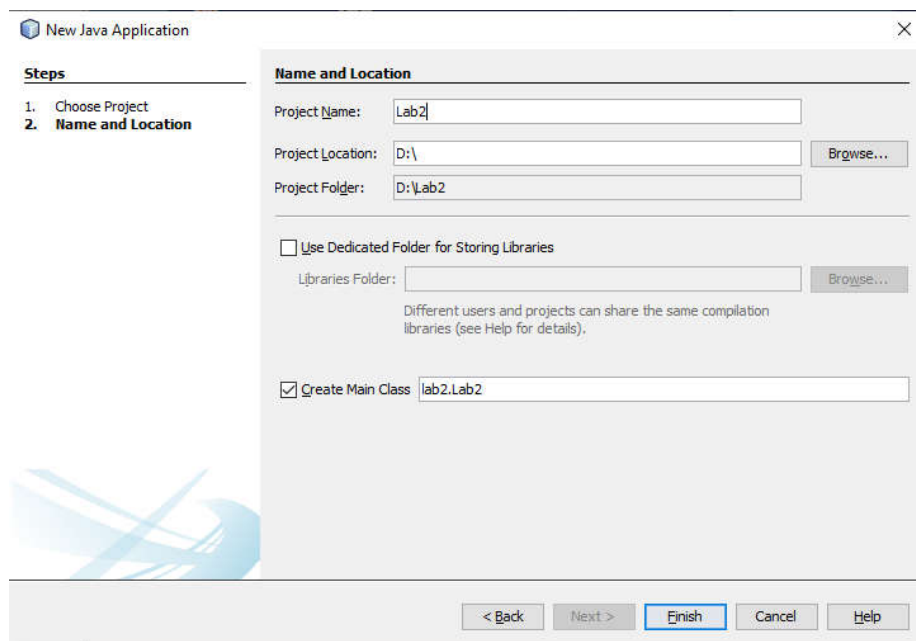 New Java Application
Steps
1. Choose Project
2. Name and Location
Name and Location
Project Name: Lab2
Project Location: D:\ Browse...
Project Folder: D:\Lab2
Use Dedicated Folder for Storing Libraries
Libraries Folder: Browse...
Different users and projects can share the same compilation
libraries (see Help for details).
Create Main Class lab2.Lab2
< Back Next > Finish Cancel Help